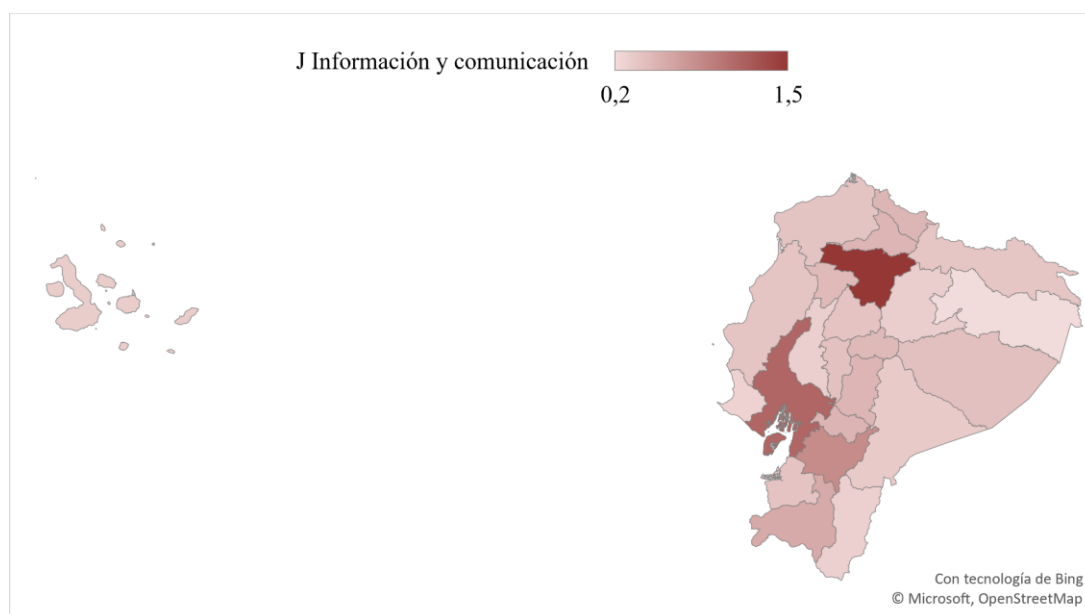 J Información y comunicación
0,2 1,5
Con tecnología de Bing
© Microsoft, OpenStreetMap